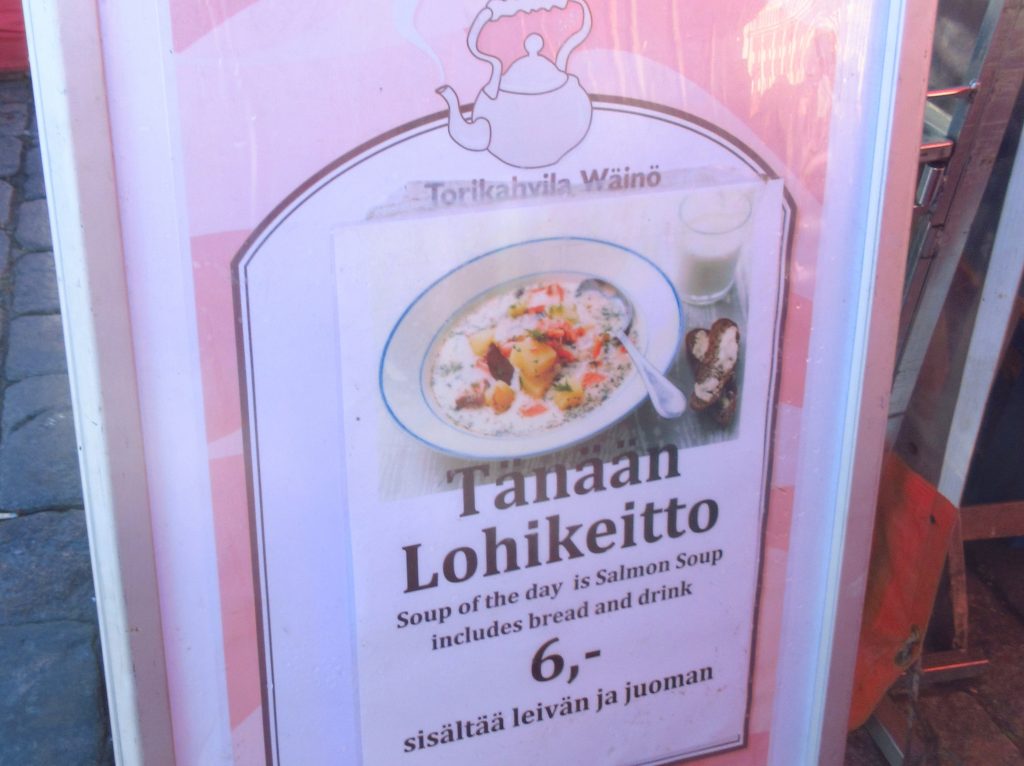 Torikahvila Wäinö
Tänään
Lohikeitto
Soup of the day is Salmon Soup
includes bread and drink
6,-
sisältää leivän ja juoman